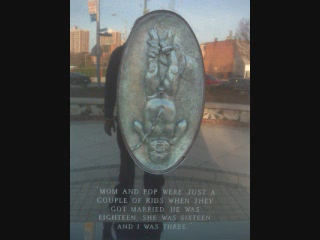 MOM AND POP WERE JUST A
COUPLE OF KIDS WHEN THEY
GOT MARRIED. HE WAS
EIGHTEEN, SHE WAS SIXTEEN
AND I WAS THREE.